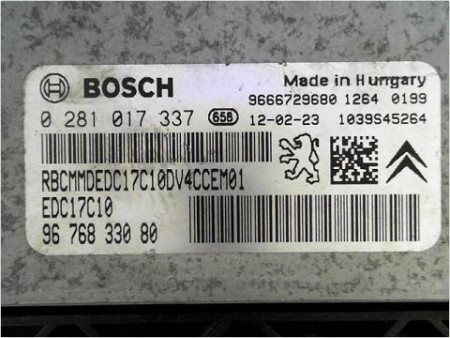 BOSCH Made in Hungary
9666729680 1264 0199
0 281 017 337 656 12-02-23 1039S45264
RBCMMDEDC17C10DV4CCEM01
EDC17C10
96 768 330 80